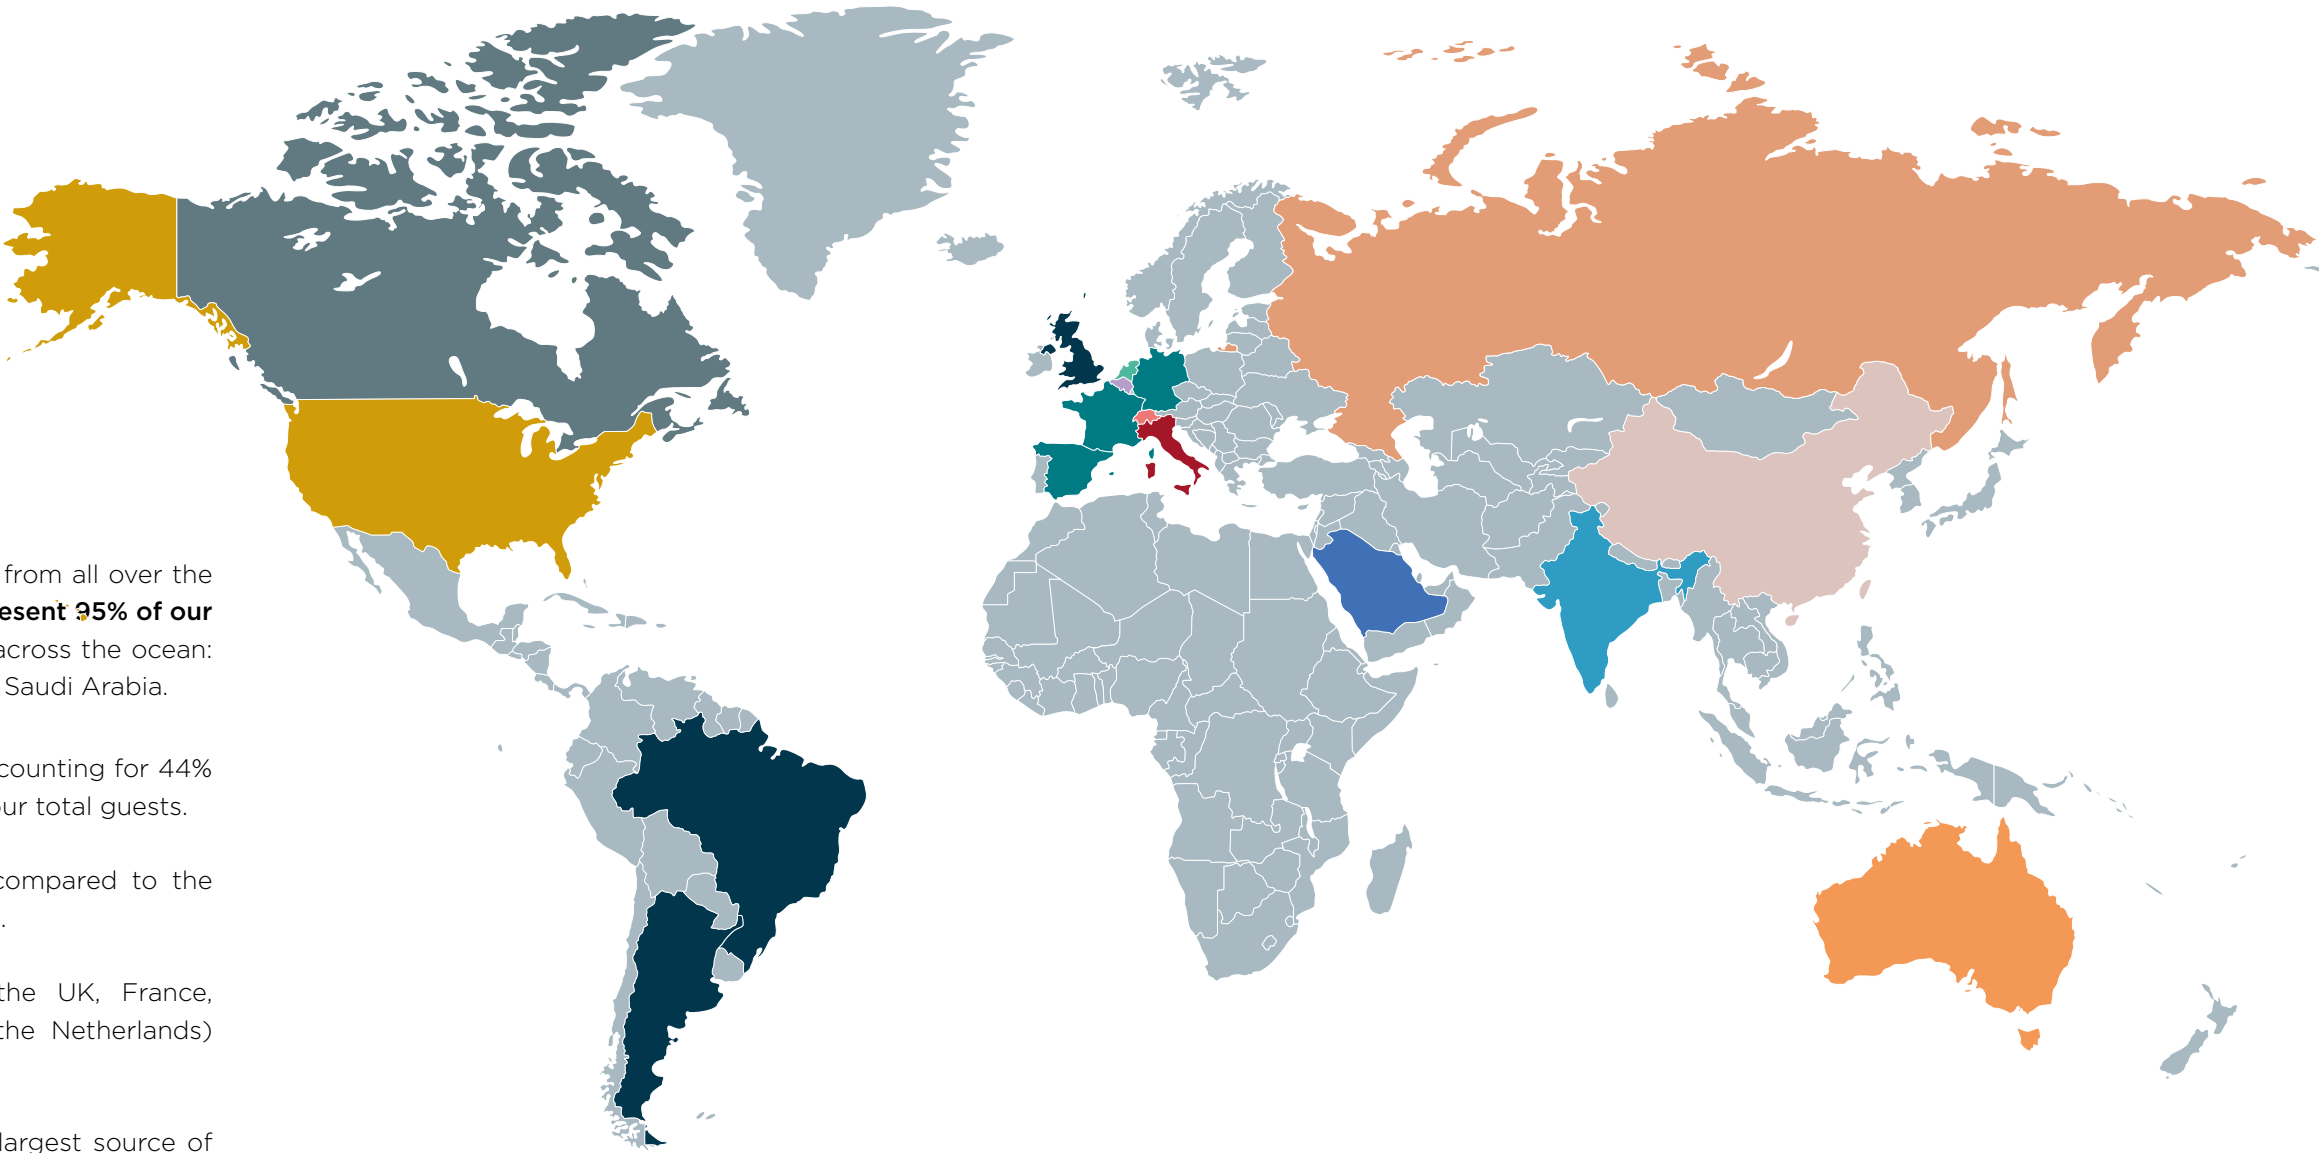 from all over the
esent 95% of our
across the ocean:
Saudi Arabia.
counting for 44%
our total guests.
compared to the
.
the UK, France,
the Netherlands)
largest source of